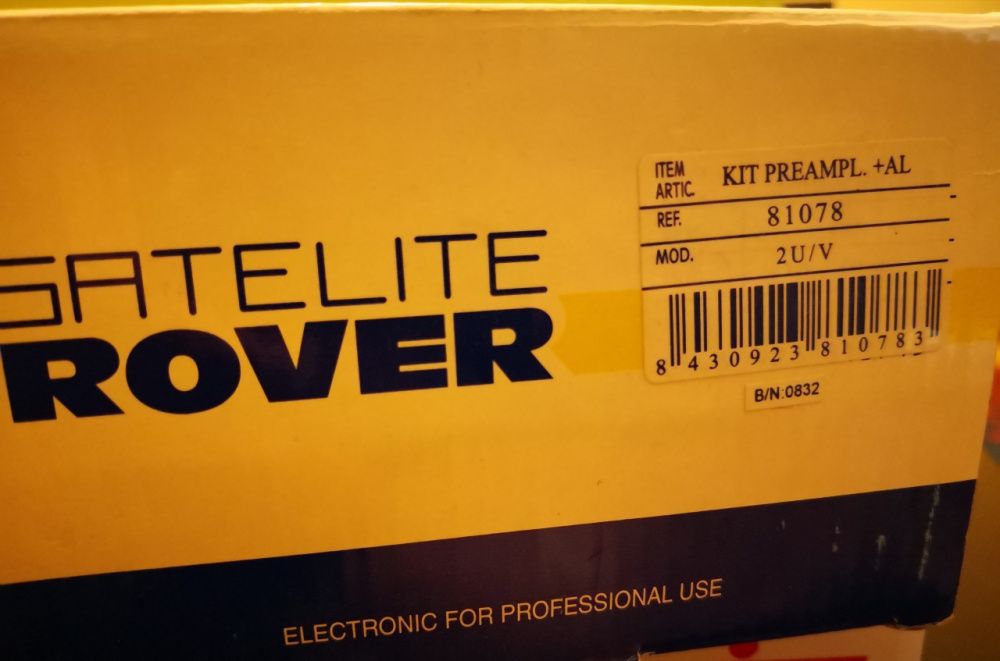 SATELITE
ROVER
ITEM
ARTIC. KIT PREAMPL. +AL
REF. 81078
MOD. 2U/V
8 430923 810783
B/N:0832
ELECTRONIC FOR PROFESSIONAL USE